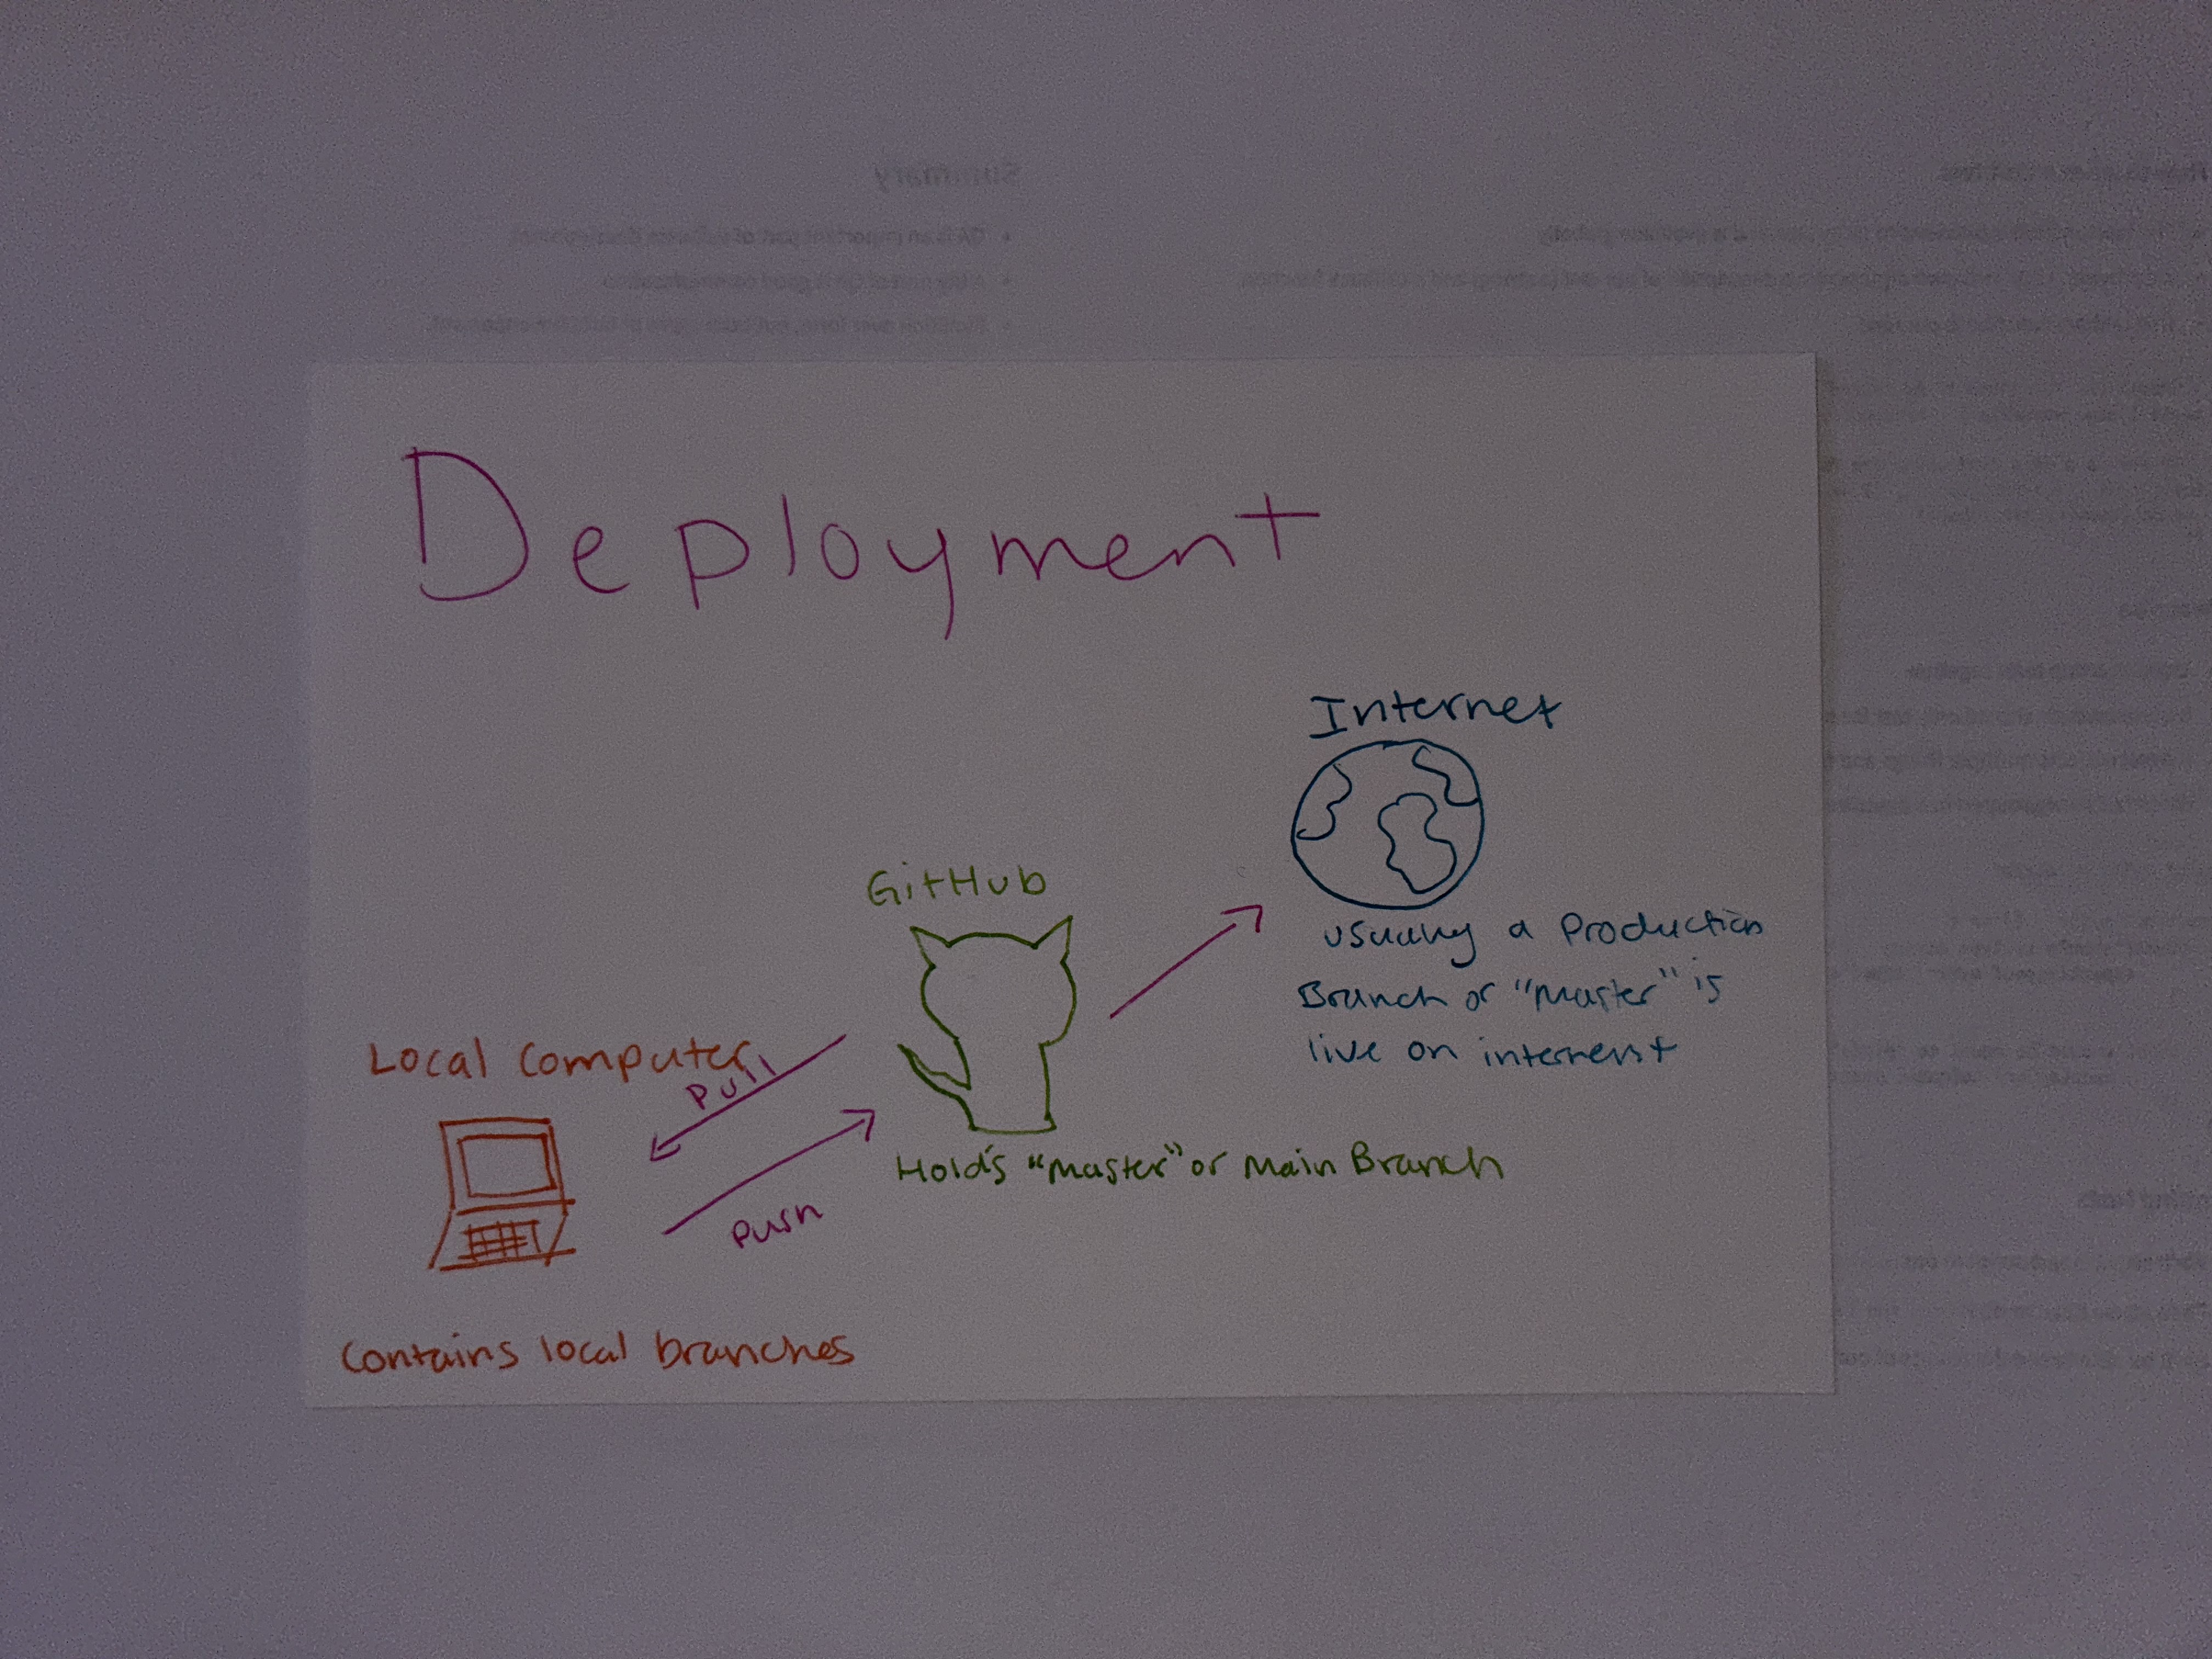 Deployment
Internet
usually a production
Branch or "master" is
live on internent
GitHub
Hold's "master" or main Branch
Local Computer
pull
push
Contains local branches